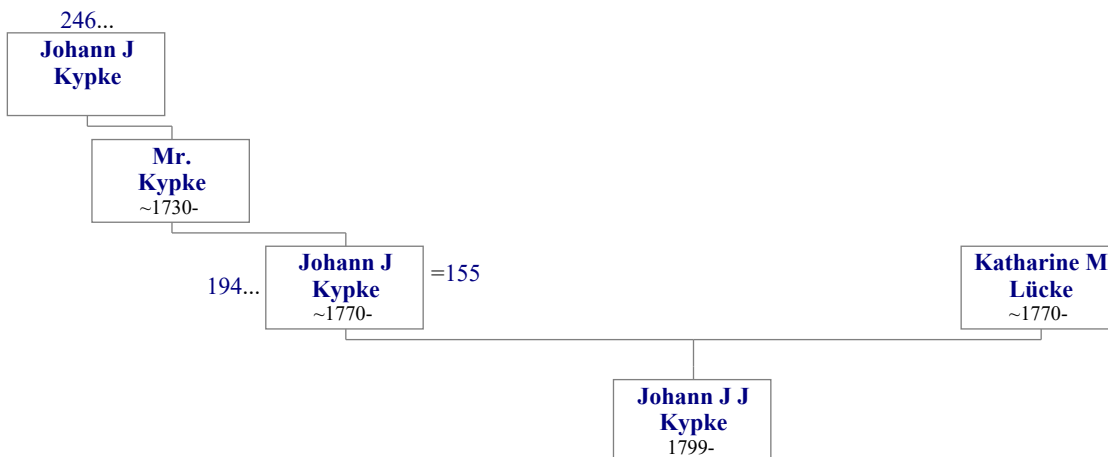 246...
Johann J
Kypke
Mr.
Kypke
~1730-
194...
Johann J
Kypke
~1770-
=155
Katharine M
Lücke
~1770-
Johann J J
Kypke
1799-